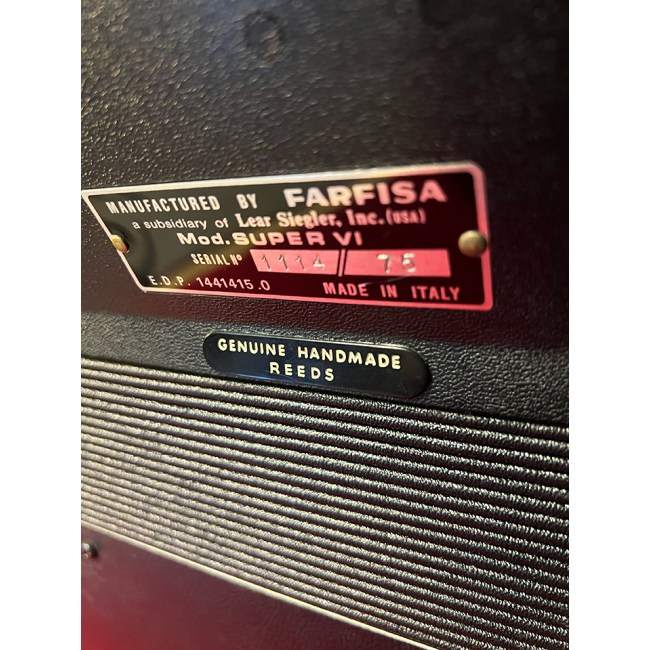 MANUFACTURED BY FARFISA
a subsidiary of Lear Siegler, Inc. (USA)
Mod. SUPER VI
SERIAL Nº 1114 / 75
E.D.P. 1441415.0 MADE IN ITALY
GENUINE HANDMADE
REEDS